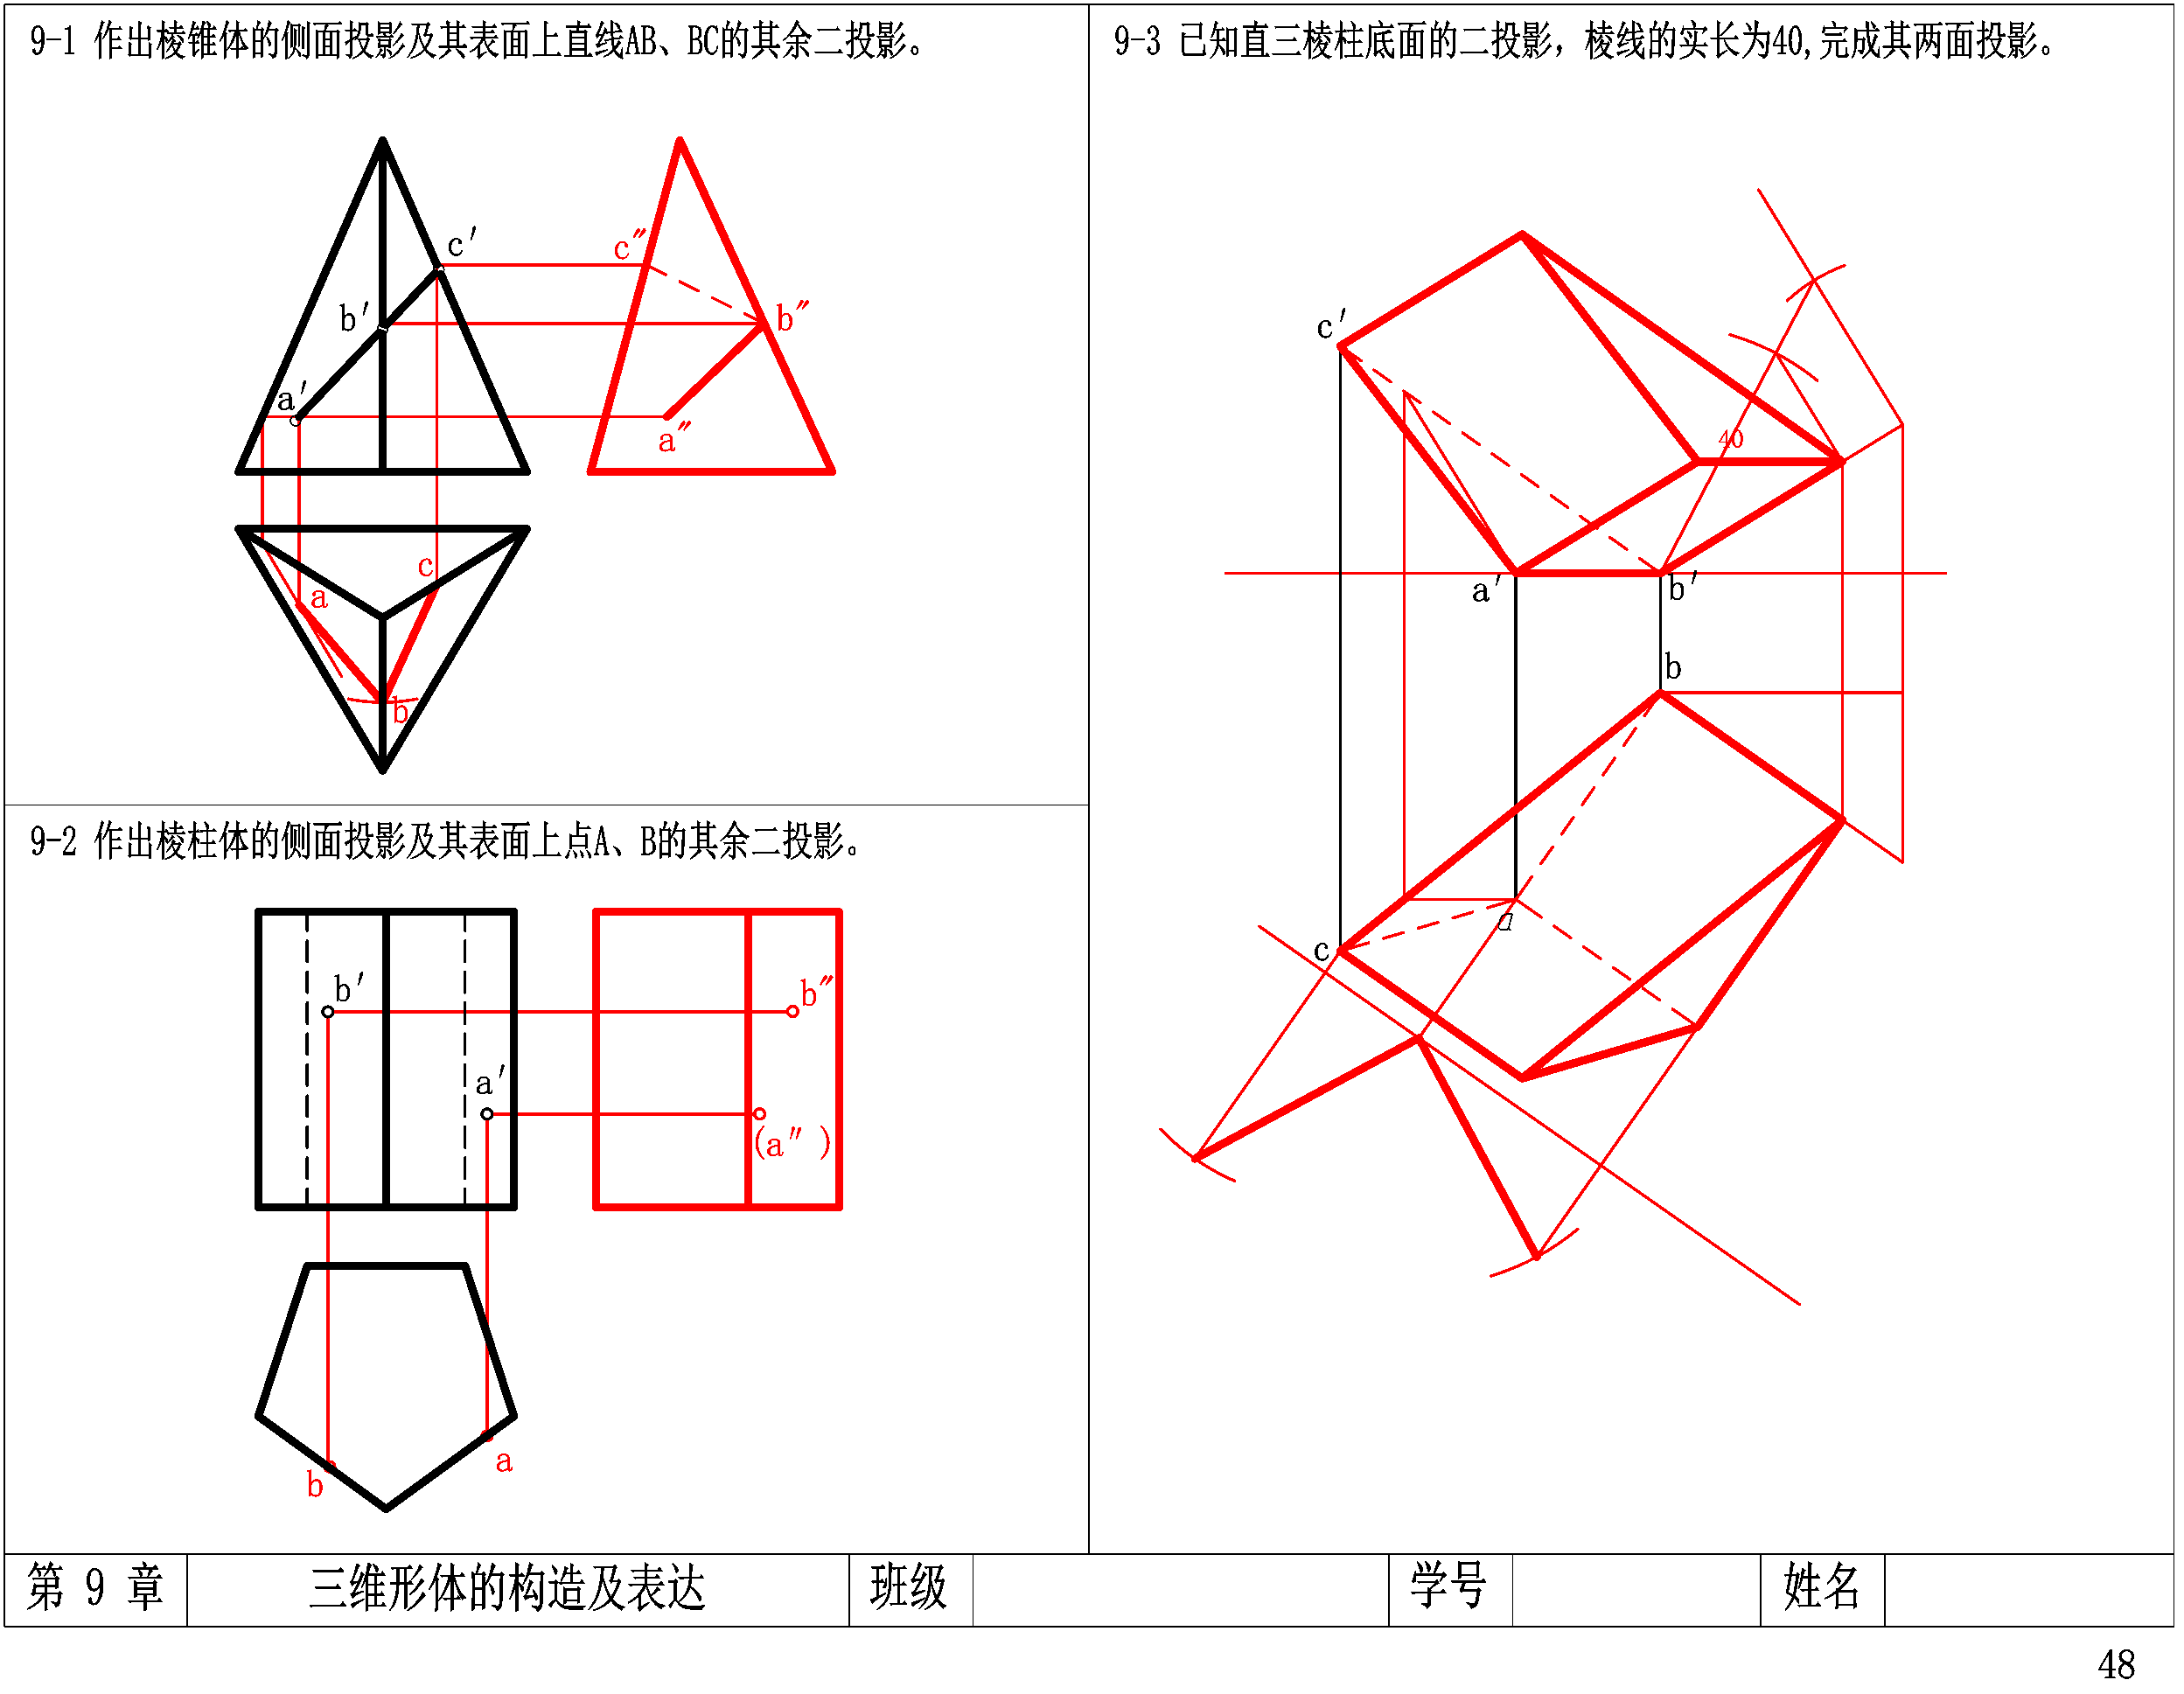 9-1 作出棱锥体的侧面投影及其表面上直线AB、BC的其余二投影。
c′
c″
b′
b″
a′
a″
c
a
b
9-2 作出棱柱体的侧面投影及其表面上点A、B的其余二投影。
b′
b″
a′
(a″ )
a
b
9-3 已知直三棱柱底面的二投影，棱线的实长为40,完成其两面投影。
c′
40
a′
b′
b
a
c
第 9 章
三维形体的构造及表达
班级
学号
姓名
48